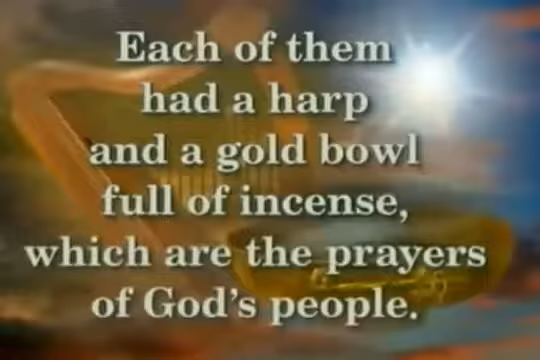 Each of them
had a harp
and a gold bowl
full of incense,
which are the prayers
of God's people.